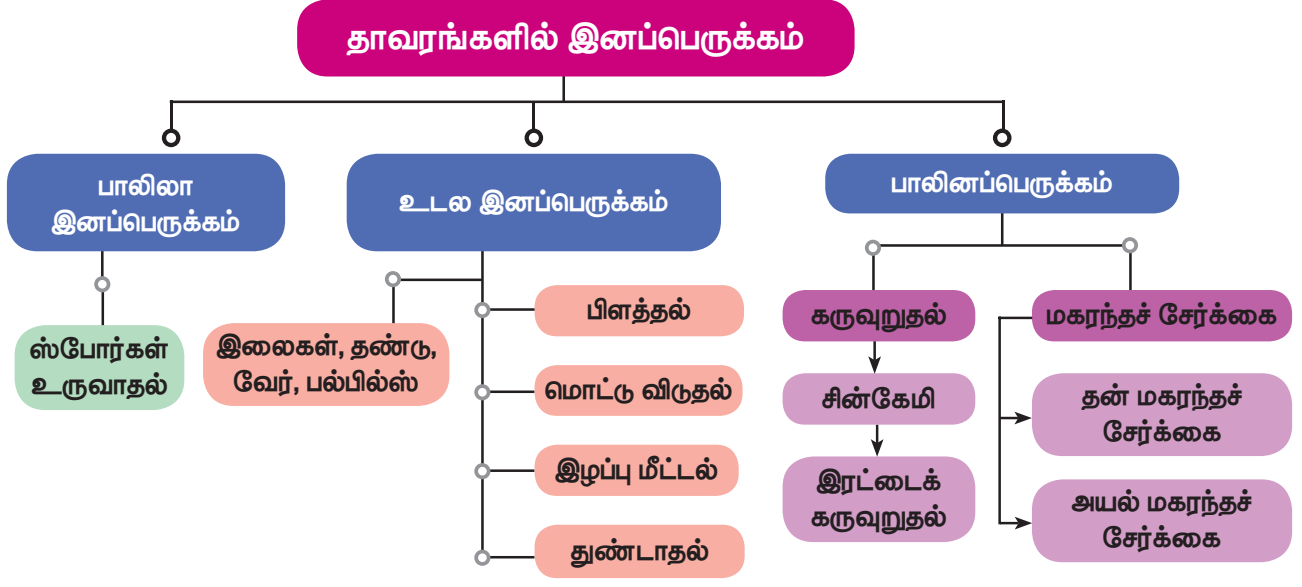 தாவரங்களில் இனப்பெருக்கம்
பாலிலா
இனப்பெருக்கம்
ஸ்போர்கள்
உருவாதல்
உடல இனப்பெருக்கம்
இலைகள், தண்டு,
வேர், பல்பில்ஸ்
பிளத்தல்
மொட்டு விடுதல்
இழப்பு மீட்டல்
துண்டாதல்
பாலினப்பெருக்கம்
கருவுறுதல்
சின்கேமி
இரட்டைக்
கருவுறுதல்
மகரந்தச் சேர்க்கை
தன் மகரந்தச்
சேர்க்கை
அயல் மகரந்தச்
சேர்க்கை